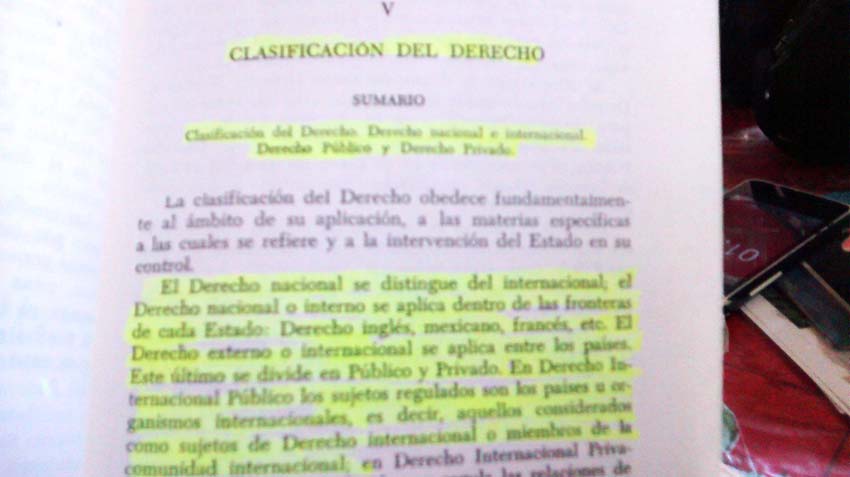 V
CLASIFICACIÓN DEL DERECHO
SUMARIO
Clasificación del Derecho. Derecho nacional e internacional.
Derecho Público y Derecho Privado.
La clasificación del Derecho obedece fundamentalmen-
te al ámbito de su aplicación, a las materias específicas
a las cuales se refiere y a la intervención del Estado en su
control.
El Derecho nacional se distingue del internacional; el
Derecho nacional o interno se aplica dentro de las fronteras
de cada Estado: Derecho inglés, mexicano, francés, etc. El
Derecho externo o internacional se aplica entre los países.
Este último se divide en Público y Privado. En Derecho In-
ternacional Público los sujetos regulados son los países u or-
ganismos internacionales, es decir, aquellos considerados
como sujetos de Derecho internacional o miembros de la
comunidad internacional; en Derecho Internacional Priva-
las relaciones de